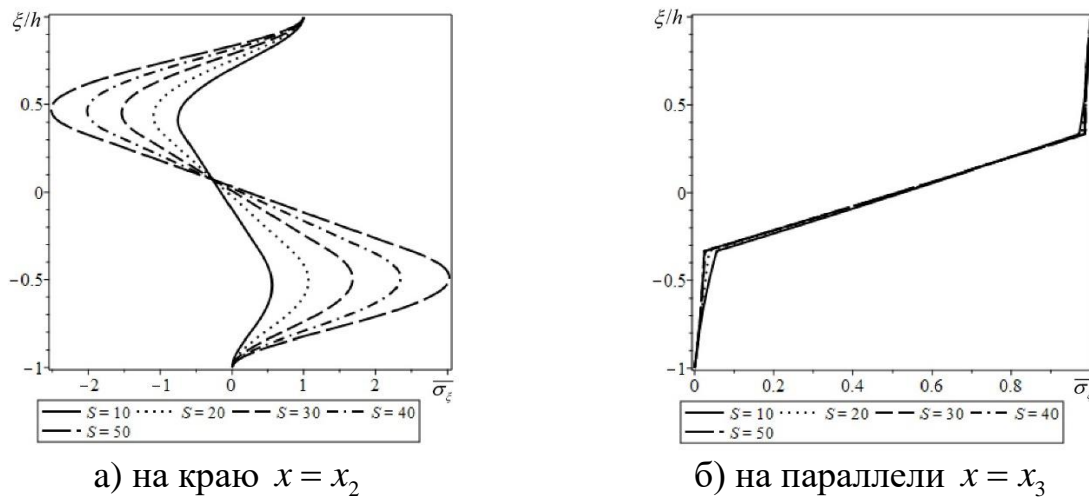 ξ/h
0.5
0
−0.5
−1
−2 −1 0 1 2 σ̅_ξ
S = 10 S = 20 S = 30 S = 40
S = 50
а) на краю x = x₂
ξ/h
0.5
0
−0.5
−1
0 0.2 0.4 0.6 0.8 σ̅_ξ
S = 10 S = 20 S = 30 S = 40
S = 50
б) на параллели x = x₃